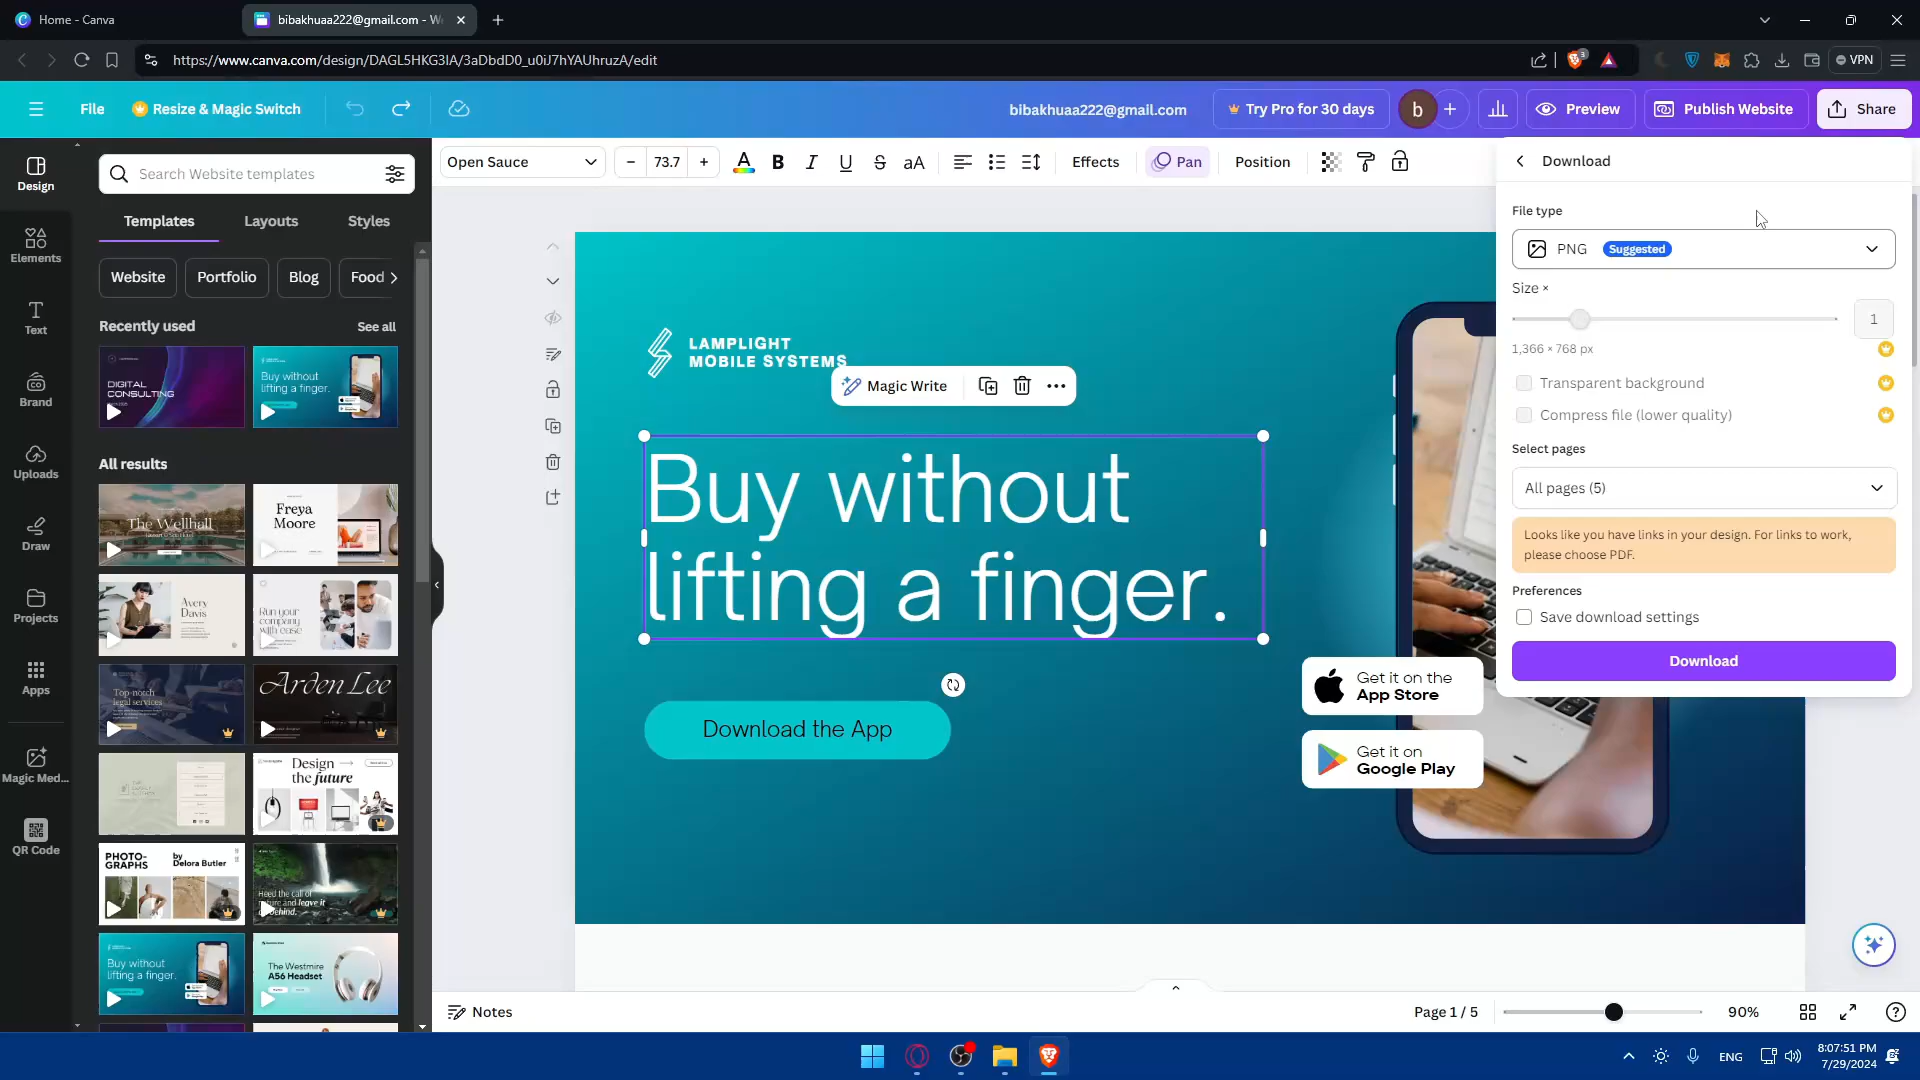 Home - Canva
bibakhuaa222@gmail.com - W
https://www.canva.com/design/DAGL5HKG3IA/3aDbdD0_u0iJ7hYAUhruzA/edit
3
VPN
File
Resize & Magic Switch
bibakhuaa222@gmail.com
Try Pro for 30 days
b
Preview
Publish Website
Share
Design
Elements
Text
Brand
Uploads
Draw
Projects
Apps
Magic Med...
QR Code
Search Website templates
Templates
Layouts
Styles
Website
Portfolio
Blog
Food
Recently used
See all
DIGITAL
CONSULTING
Buy without
lifting a finger.
All results
The Wellhall
Freya
Moore
Avery
Davis
Run your
company
with ease
Top-notch
legal services
Arden Lee
Design
the future
PHOTO-
GRAPHS
by
Delora Butler
Heed the call of
nature and leave it
behind.
Buy without
lifting a finger.
The Westmire
A56 Headset
Open Sauce
73.7
A
B
I
U
S
aA
Effects
Pan
Position
LAMPLIGHT
MOBILE SYSTEMS
Magic Write
Buy without
lifting a finger.
Download the App
Get it on the
App Store
Get it on
Google Play
Download
File type
PNG
Suggested
Size ×
1
1,366 × 768 px
Transparent background
Compress file (lower quality)
Select pages
All pages (5)
Looks like you have links in your design. For links to work,
please choose PDF.
Preferences
Save download settings
Download
Notes
Page 1 / 5
90%
ENG
8:07:51 PM
7/29/2024